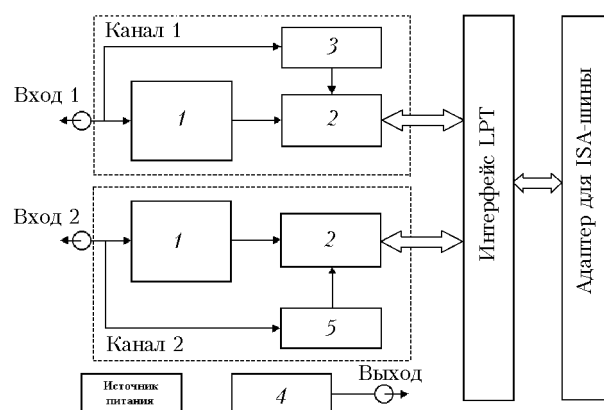 Канал 1
3
Вход 1
1
2
Вход 2
1
2
5
Канал 2
Источник
питания
4
Выход
Интерфейс LPT
Адаптер для ISA-шины